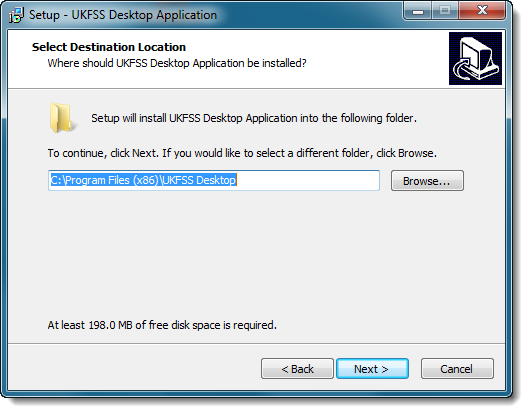 Setup - UKFSS Desktop Application
Select Destination Location
Where should UKFSS Desktop Application be installed?
Setup will install UKFSS Desktop Application into the following folder.
To continue, click Next. If you would like to select a different folder, click Browse.
C:\Program Files (x86)\UKFSS Desktop
Browse...
At least 198.0 MB of free disk space is required.
< Back
Next >
Cancel